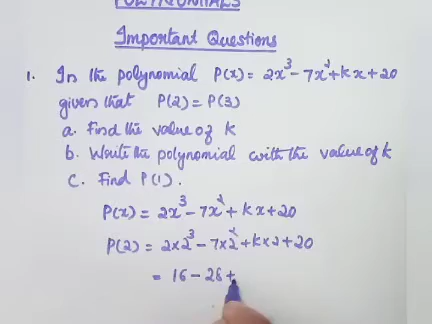 POLYNOMIALS
Important Questions
1. In the polynomial P(x) = 2x³ - 7x² + kx + 20
given that P(2) = P(3)
a. Find the value of k
b. Write the polynomial with the value of k
C. Find P(1).
P(x) = 2x³ - 7x² + kx + 20
P(2) = 2×2³ - 7×2² + k×2 + 20
= 16 - 28 +